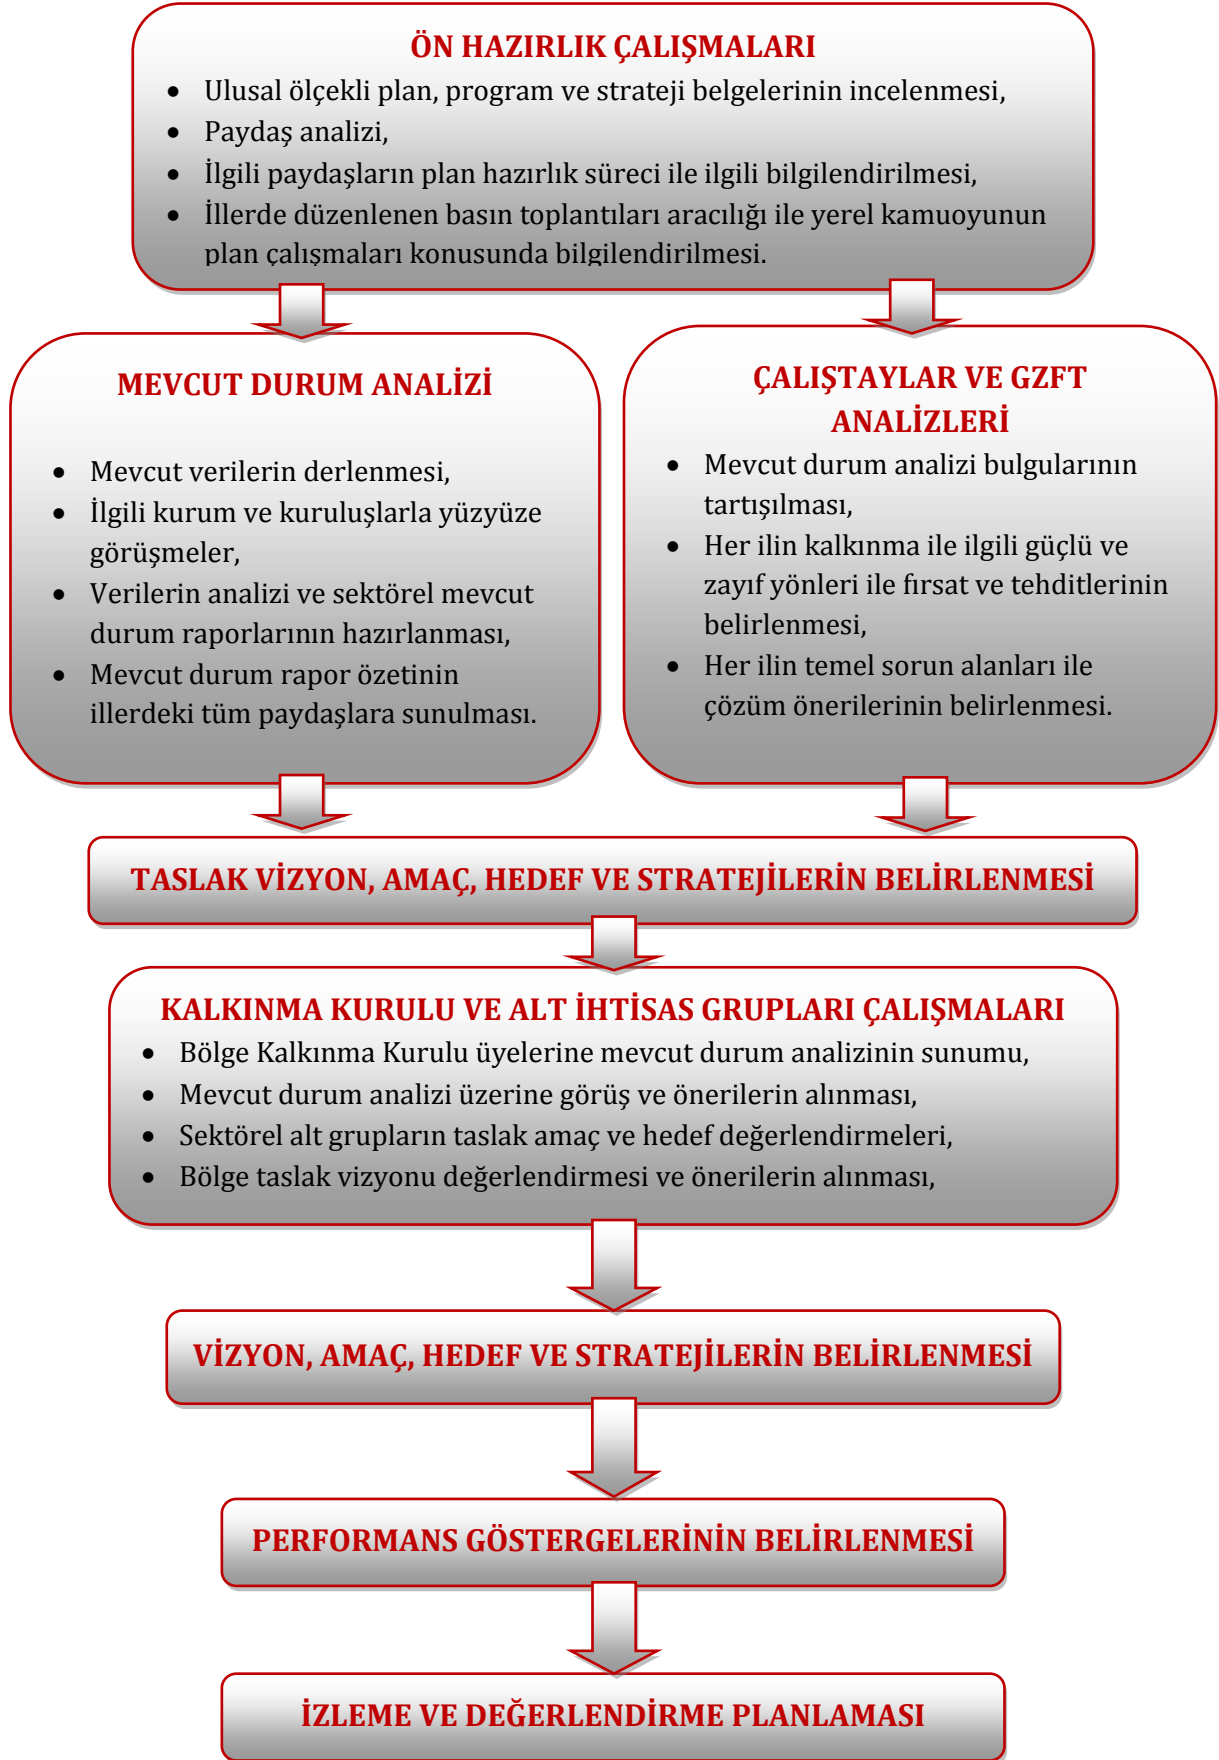 ÖN HAZIRLIK ÇALIŞMALARI
• Ulusal ölçekli plan, program ve strateji belgelerinin incelenmesi,
• Paydaş analizi,
• İlgili paydaşların plan hazırlık süreci ile ilgili bilgilendirilmesi,
• İllerde düzenlenen basın toplantıları aracılığı ile yerel kamuoyunun
plan çalışmaları konusunda bilgilendirilmesi.
MEVCUT DURUM ANALİZİ
• Mevcut verilerin derlenmesi,
• İlgili kurum ve kuruluşlarla yüzyüze
görüşmeler,
• Verilerin analizi ve sektörel mevcut
durum raporlarının hazırlanması,
• Mevcut durum rapor özetinin
illerdeki tüm paydaşlara sunulması.
ÇALIŞTAYLAR VE GZFT
ANALİZLERİ
• Mevcut durum analizi bulgularının
tartışılması,
• Her ilin kalkınma ile ilgili güçlü ve
zayıf yönleri ile fırsat ve tehditlerinin
belirlenmesi,
• Her ilin temel sorun alanları ile
çözüm önerilerinin belirlenmesi.
TASLAK VİZYON, AMAÇ, HEDEF VE STRATEJİLERİN BELİRLENMESİ
KALKINMA KURULU VE ALT İHTİSAS GRUPLARI ÇALIŞMALARI
• Bölge Kalkınma Kurulu üyelerine mevcut durum analizinin sunumu,
• Mevcut durum analizi üzerine görüş ve önerilerin alınması,
• Sektörel alt grupların taslak amaç ve hedef değerlendirmeleri,
• Bölge taslak vizyonu değerlendirmesi ve önerilerin alınması,
VİZYON, AMAÇ, HEDEF VE STRATEJİLERİN BELİRLENMESİ
PERFORMANS GÖSTERGELERİNİN BELİRLENMESİ
İZLEME VE DEĞERLENDİRME PLANLAMASI